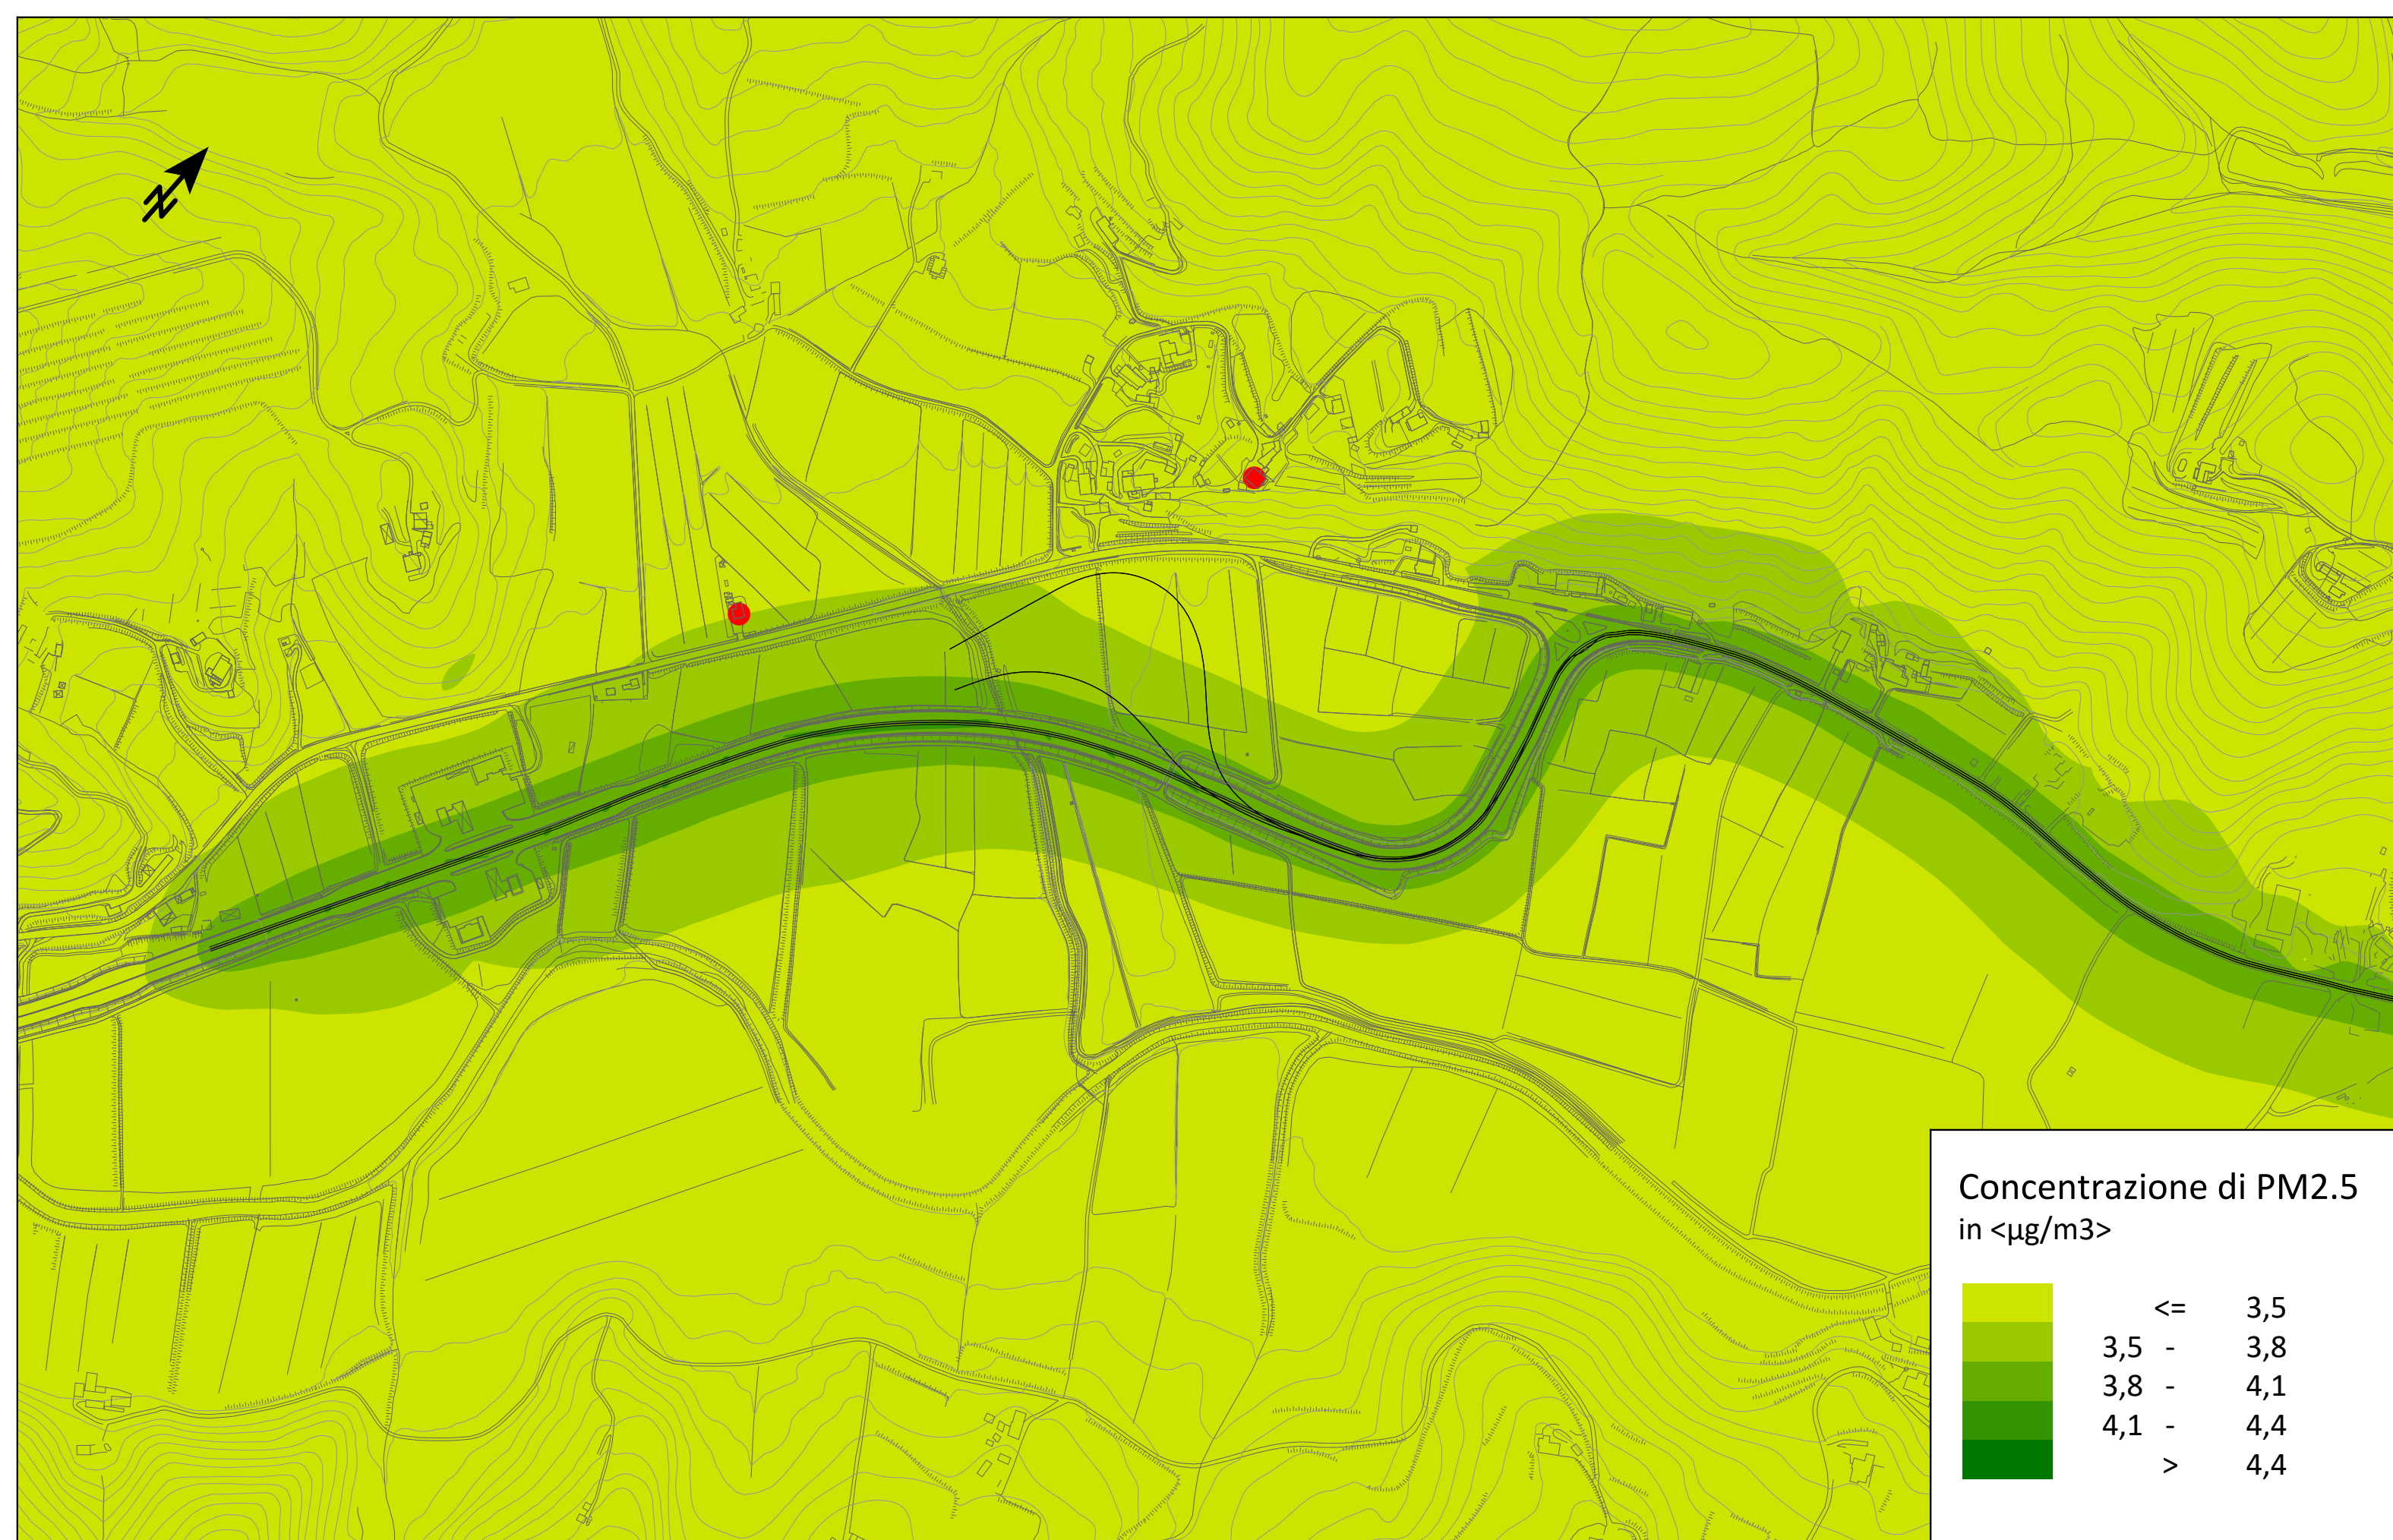 N
Concentrazione di PM2.5
in <µg/m3>
<= 3,5
3,5 - 3,8
3,8 - 4,1
4,1 - 4,4
> 4,4